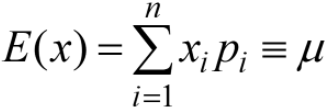 E(x) = ∑_{i=1}^{n} x_i p_i ≡ μ